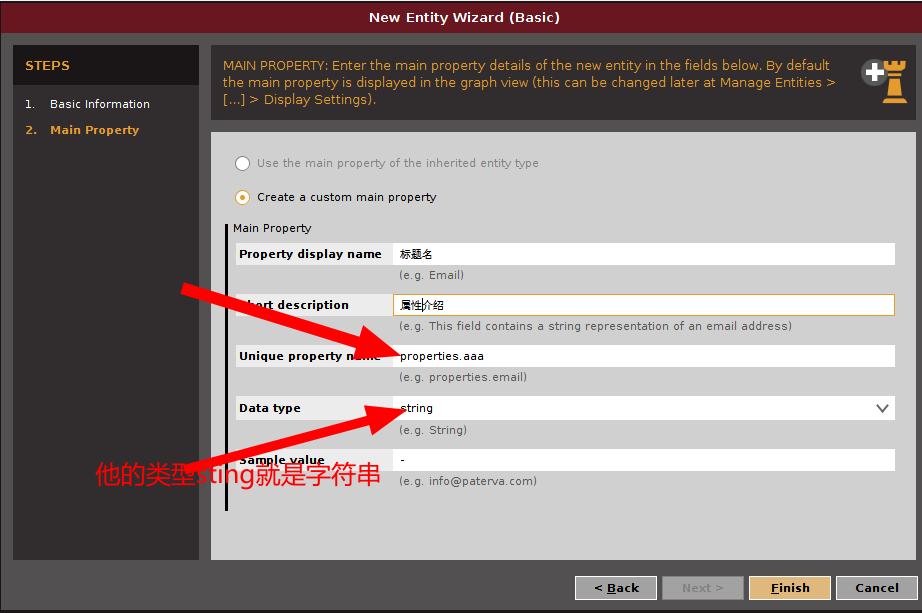 New Entity Wizard (Basic)
STEPS
1. Basic Information
2. Main Property
MAIN PROPERTY: Enter the main property details of the new entity in the fields below. By default
the main property is displayed in the graph view (this can be changed later at Manage Entities >
[...] > Display Settings).
Use the main property of the inherited entity type
Create a custom main property
Main Property
Property display name 标题名
(e.g. Email)
Short description 属性介绍
(e.g. This field contains a string representation of an email address)
Unique property name properties.aaa
(e.g. properties.email)
Data type string
(e.g. String)
Sample value -
他的类型sting就是字符串
(e.g. info@paterva.com)
< Back Next > Finish Cancel